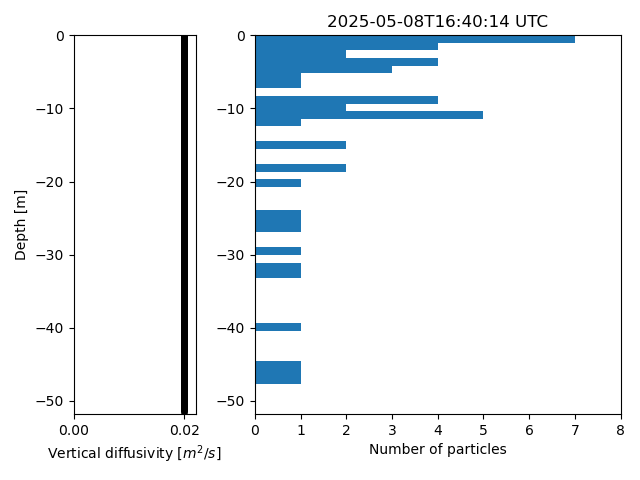 2025-05-08T16:40:14 UTC
Depth [m]
0
−10
−20
−30
−40
−50
0.00 0.02
Vertical diffusivity [m²/s]
0
−10
−20
−30
−40
−50
0 1 2 3 4 5 6 7 8
Number of particles